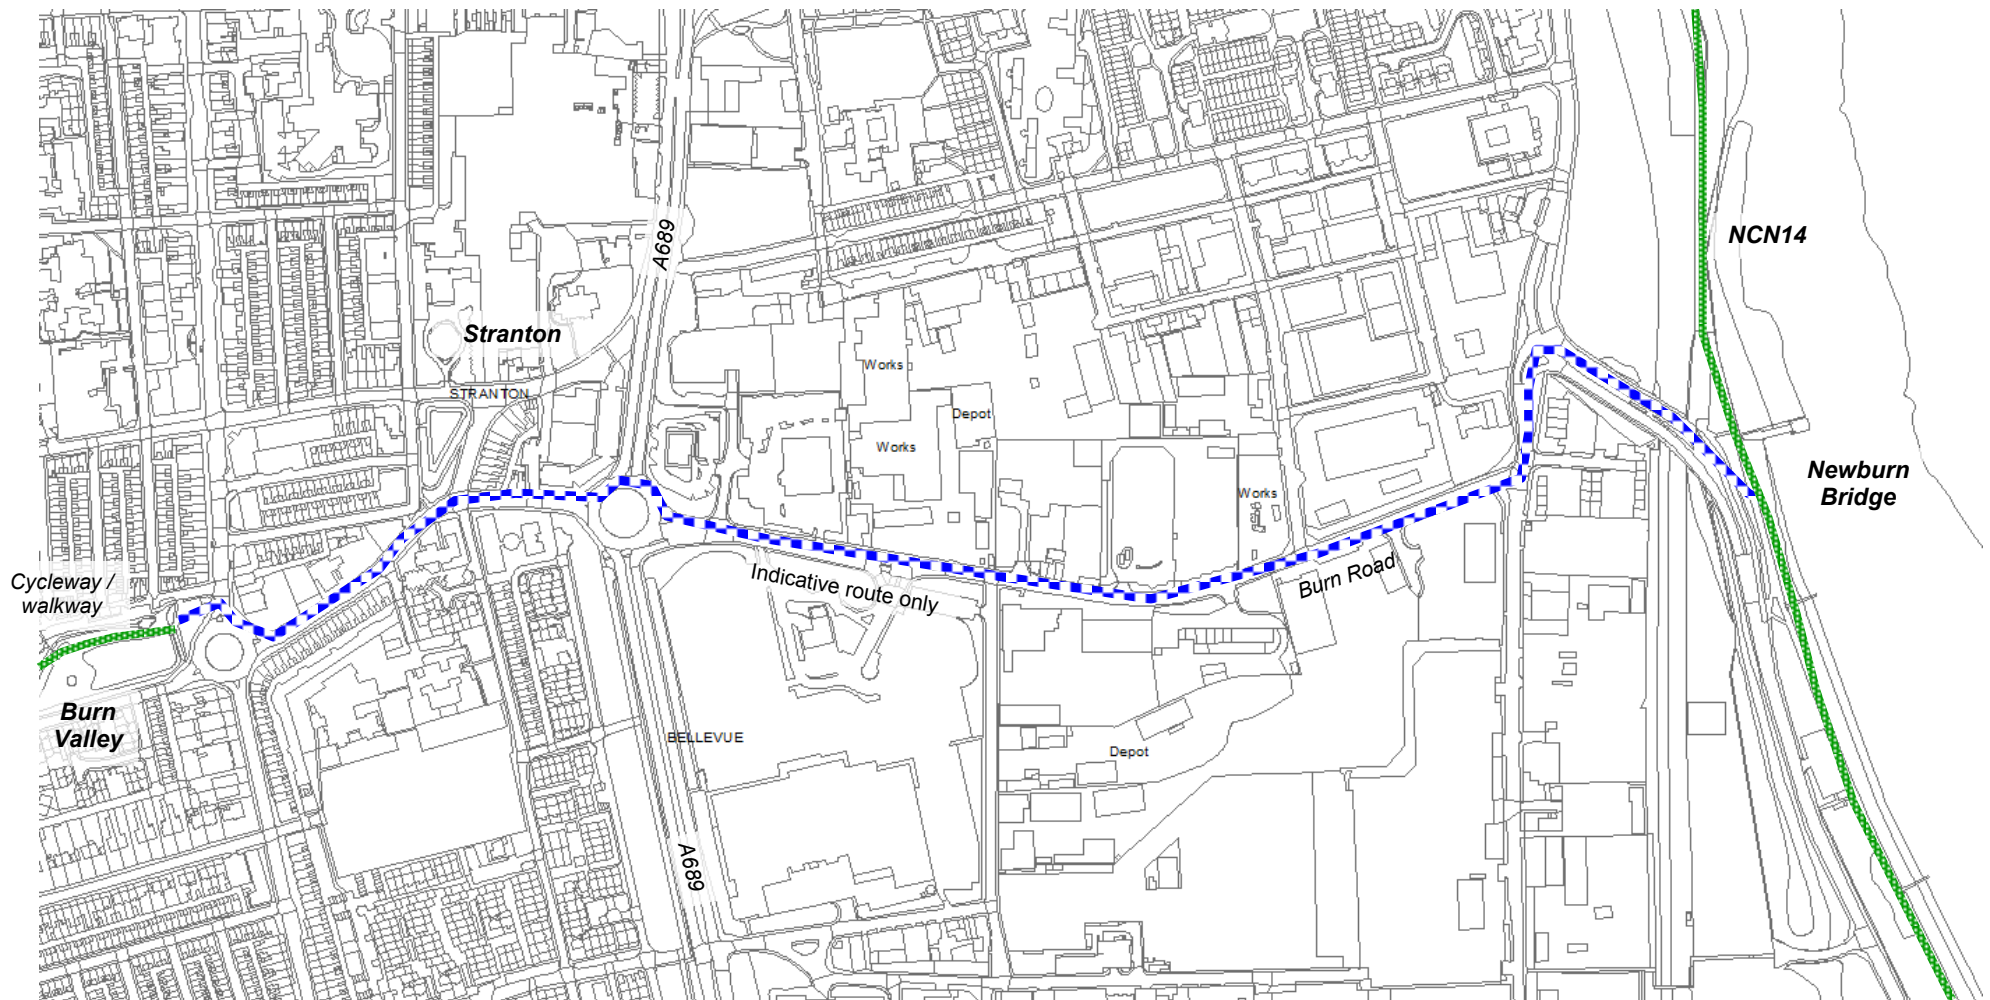 A689
NCN14
Stranton
Works
STRANTON
Depot
Works
Newburn
Bridge
Works
Cycleway /
walkway
Indicative route only
Burn Road
Burn
Valley
BELLEVUE
Depot
A689